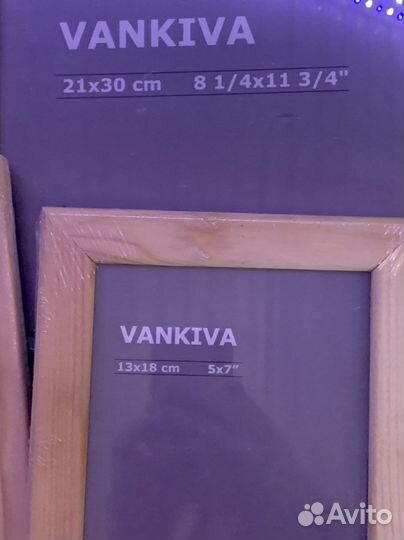 VANKIVA
21x30 cm 8 1/4x11 3/4"
VANKIVA
13x18 cm 5x7"
Avito